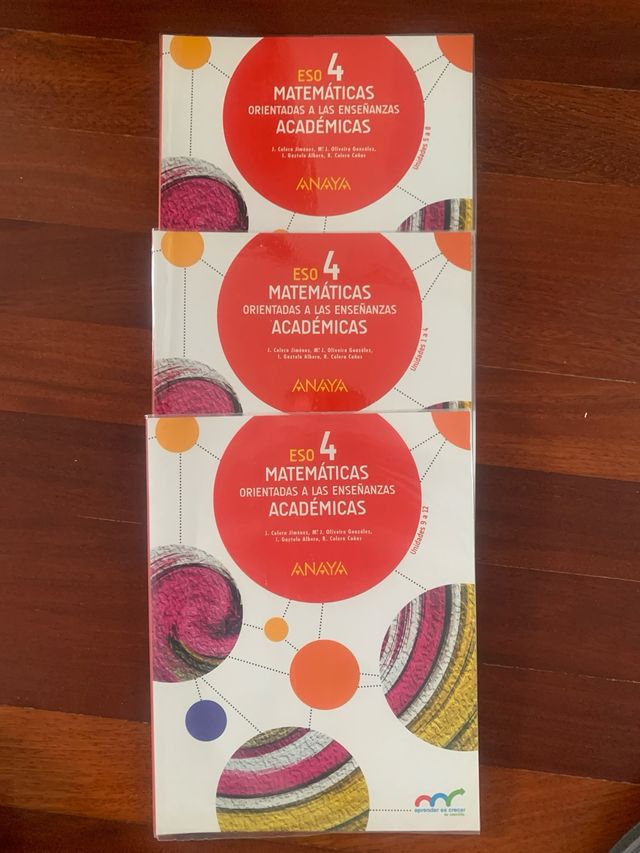 ESO 4
MATEMÁTICAS
ORIENTADAS A LAS ENSEÑANZAS
ACADÉMICAS
J. Colera Jiménez, Mª J. Oliveira González,
I. Gaztelu Albero, R. Colera Cañas
ANAYA
Unidades 5 a 8
ESO 4
MATEMÁTICAS
ORIENTADAS A LAS ENSEÑANZAS
ACADÉMICAS
J. Colera Jiménez, Mª J. Oliveira González,
I. Gaztelu Albero, R. Colera Cañas
ANAYA
Unidades 1 a 4
ESO 4
MATEMÁTICAS
ORIENTADAS A LAS ENSEÑANZAS
ACADÉMICAS
J. Colera Jiménez, Mª J. Oliveira González,
I. Gaztelu Albero, R. Colera Cañas
ANAYA
Unidades 9 a 12
aprender es crecer
en conexión